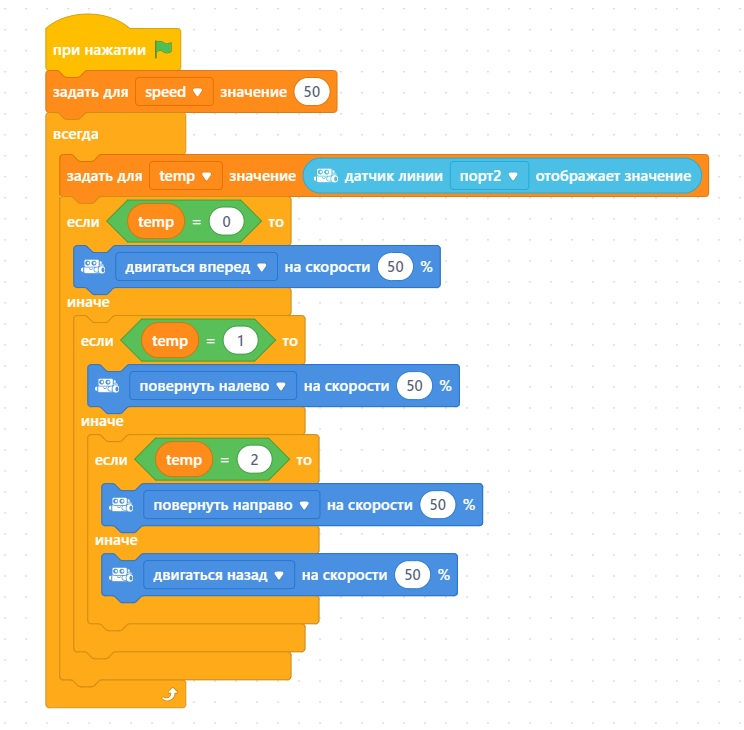 при нажатии
задать для speed значение 50
всегда
задать для temp значение датчик линии порт2 отображает значение
если temp = 0 то
двигаться вперед на скорости 50 %
иначе
если temp = 1 то
повернуть налево на скорости 50 %
иначе
если temp = 2 то
повернуть направо на скорости 50 %
иначе
двигаться назад на скорости 50 %